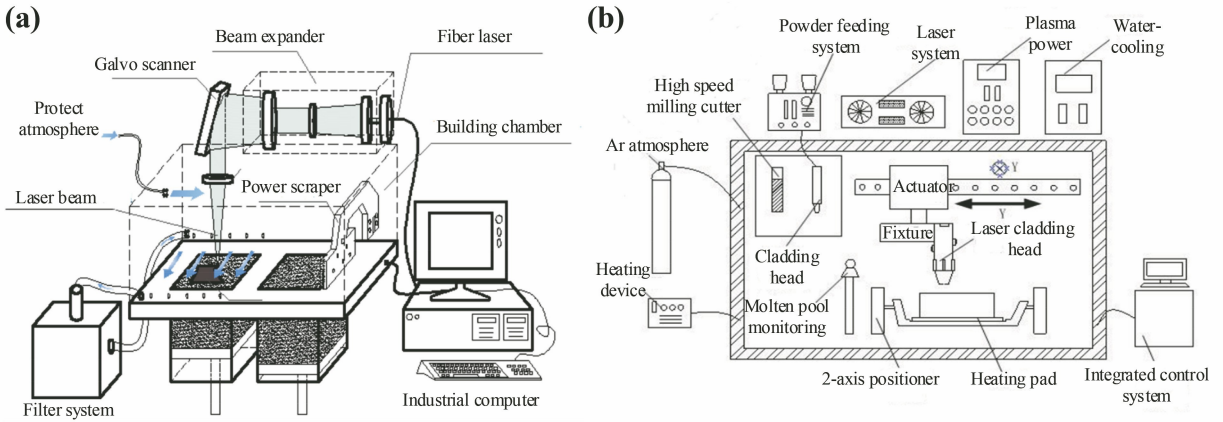 (a)
Beam expander
Fiber laser
Galvo scanner
Protect
atmosphere
Building chamber
Power scraper
Laser beam
Filter system
Industrial computer
(b)
Powder feeding
system
Laser
system
Plasma
power
Water-
cooling
High speed
milling cutter
Ar atmosphere
Actuator
Y
Y
Fixture
Laser cladding
head
Cladding
head
Heating
device
Molten pool
monitoring
2-axis positioner
Heating pad
Integrated control
system